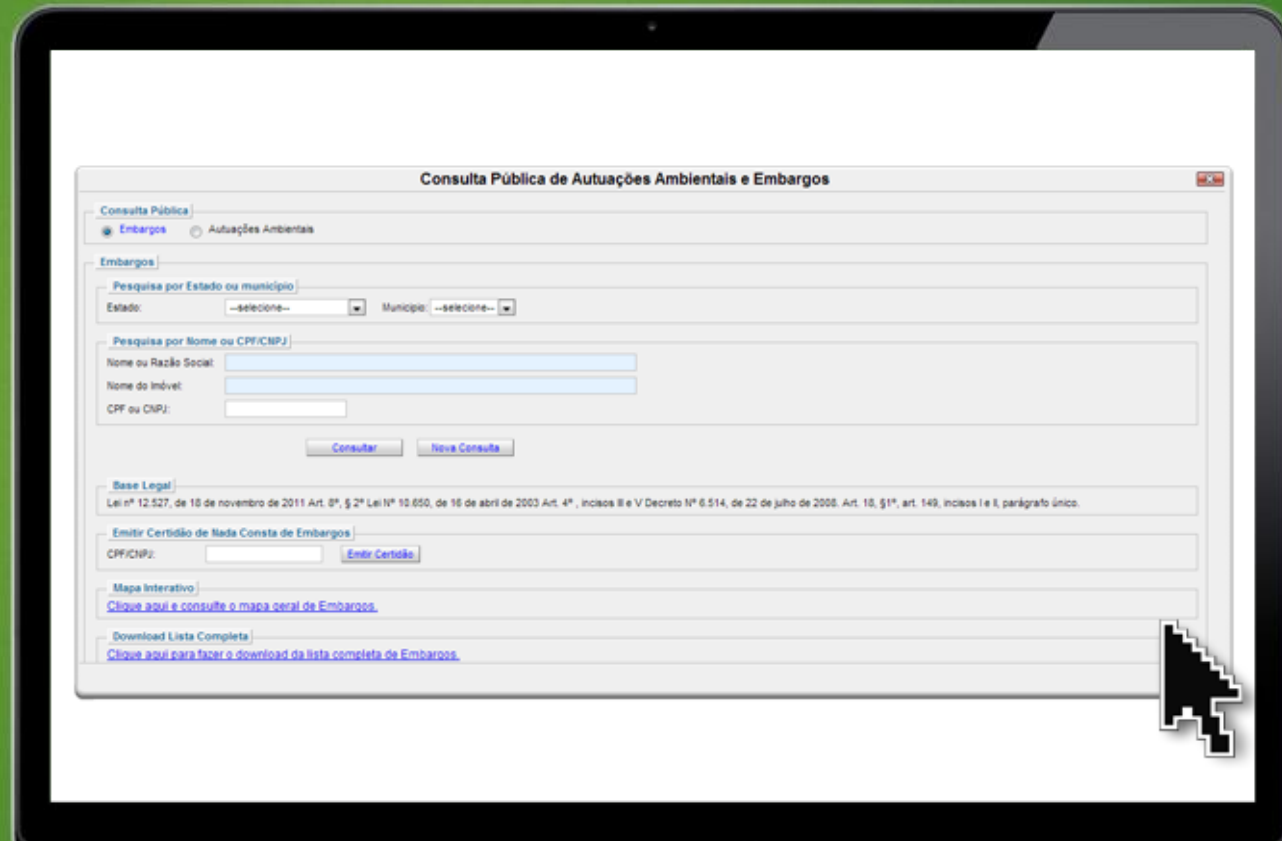 Consulta Pública de Autuações Ambientais e Embargos
Consulta Pública
Embargos Autuações Ambientais
Embargos
Pesquisa por Estado ou município
Estado: --selecione-- Município: --selecione--
Pesquisa por Nome ou CPF/CNPJ
Nome ou Razão Social:
Nome do Imóvel:
CPF ou CNPJ:
Consultar Nova Consulta
Base Legal
Lei nº 12.527, de 18 de novembro de 2011 Art. 8º, § 2º Lei Nº 10.650, de 16 de abril de 2003 Art. 4º , incisos III e V Decreto Nº 6.514, de 22 de julho de 2008. Art. 18, §1º, art. 149, incisos I e II, parágrafo único.
Emitir Certidão de Nada Consta de Embargos
CPF/CNPJ: Emitir Certidão
Mapa Interativo
Clique aqui e consulte o mapa geral de Embargos.
Download Lista Completa
Clique aqui para fazer o download da lista completa de Embargos.